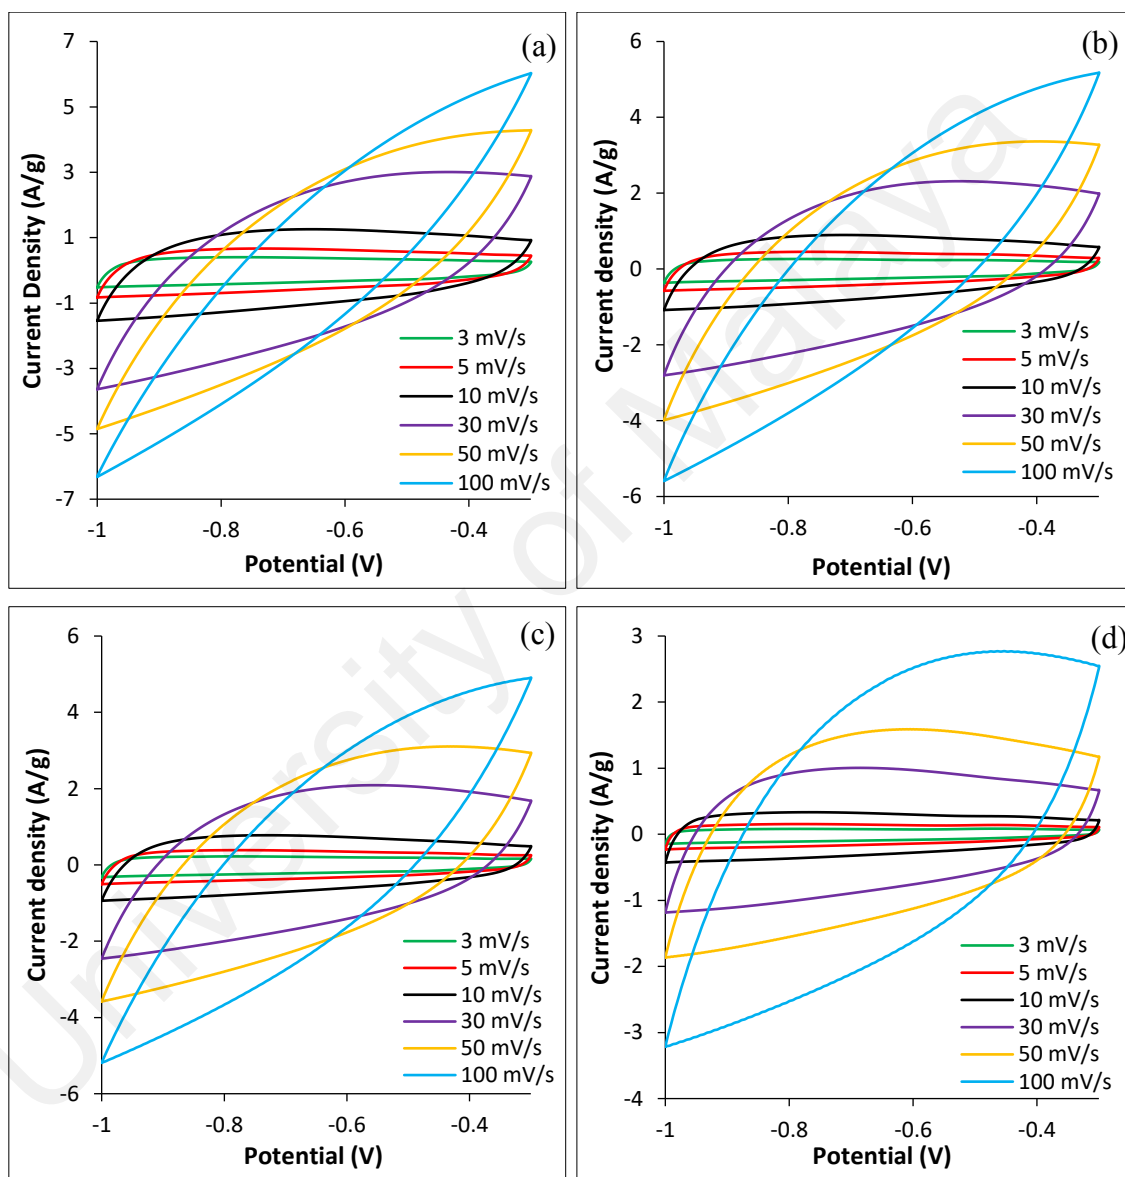 (a)
Current Density (A/g)
7
5
3
1
-1
-3
-5
-7
-1
-0.8
-0.6
-0.4
Potential (V)
3 mV/s
5 mV/s
10 mV/s
30 mV/s
50 mV/s
100 mV/s
(b)
Current density (A/g)
6
4
2
0
-2
-4
-6
-1
-0.8
-0.6
-0.4
Potential (V)
3 mV/s
5 mV/s
10 mV/s
30 mV/s
50 mV/s
100 mV/s
(c)
Current density (A/g)
6
4
2
0
-2
-4
-6
-1
-0.8
-0.6
-0.4
Potential (V)
3 mV/s
5 mV/s
10 mV/s
30 mV/s
50 mV/s
100 mV/s
(d)
Current density (A/g)
3
2
1
0
-1
-2
-3
-4
-1
-0.8
-0.6
-0.4
Potential (V)
3 mV/s
5 mV/s
10 mV/s
30 mV/s
50 mV/s
100 mV/s
University of Malaya